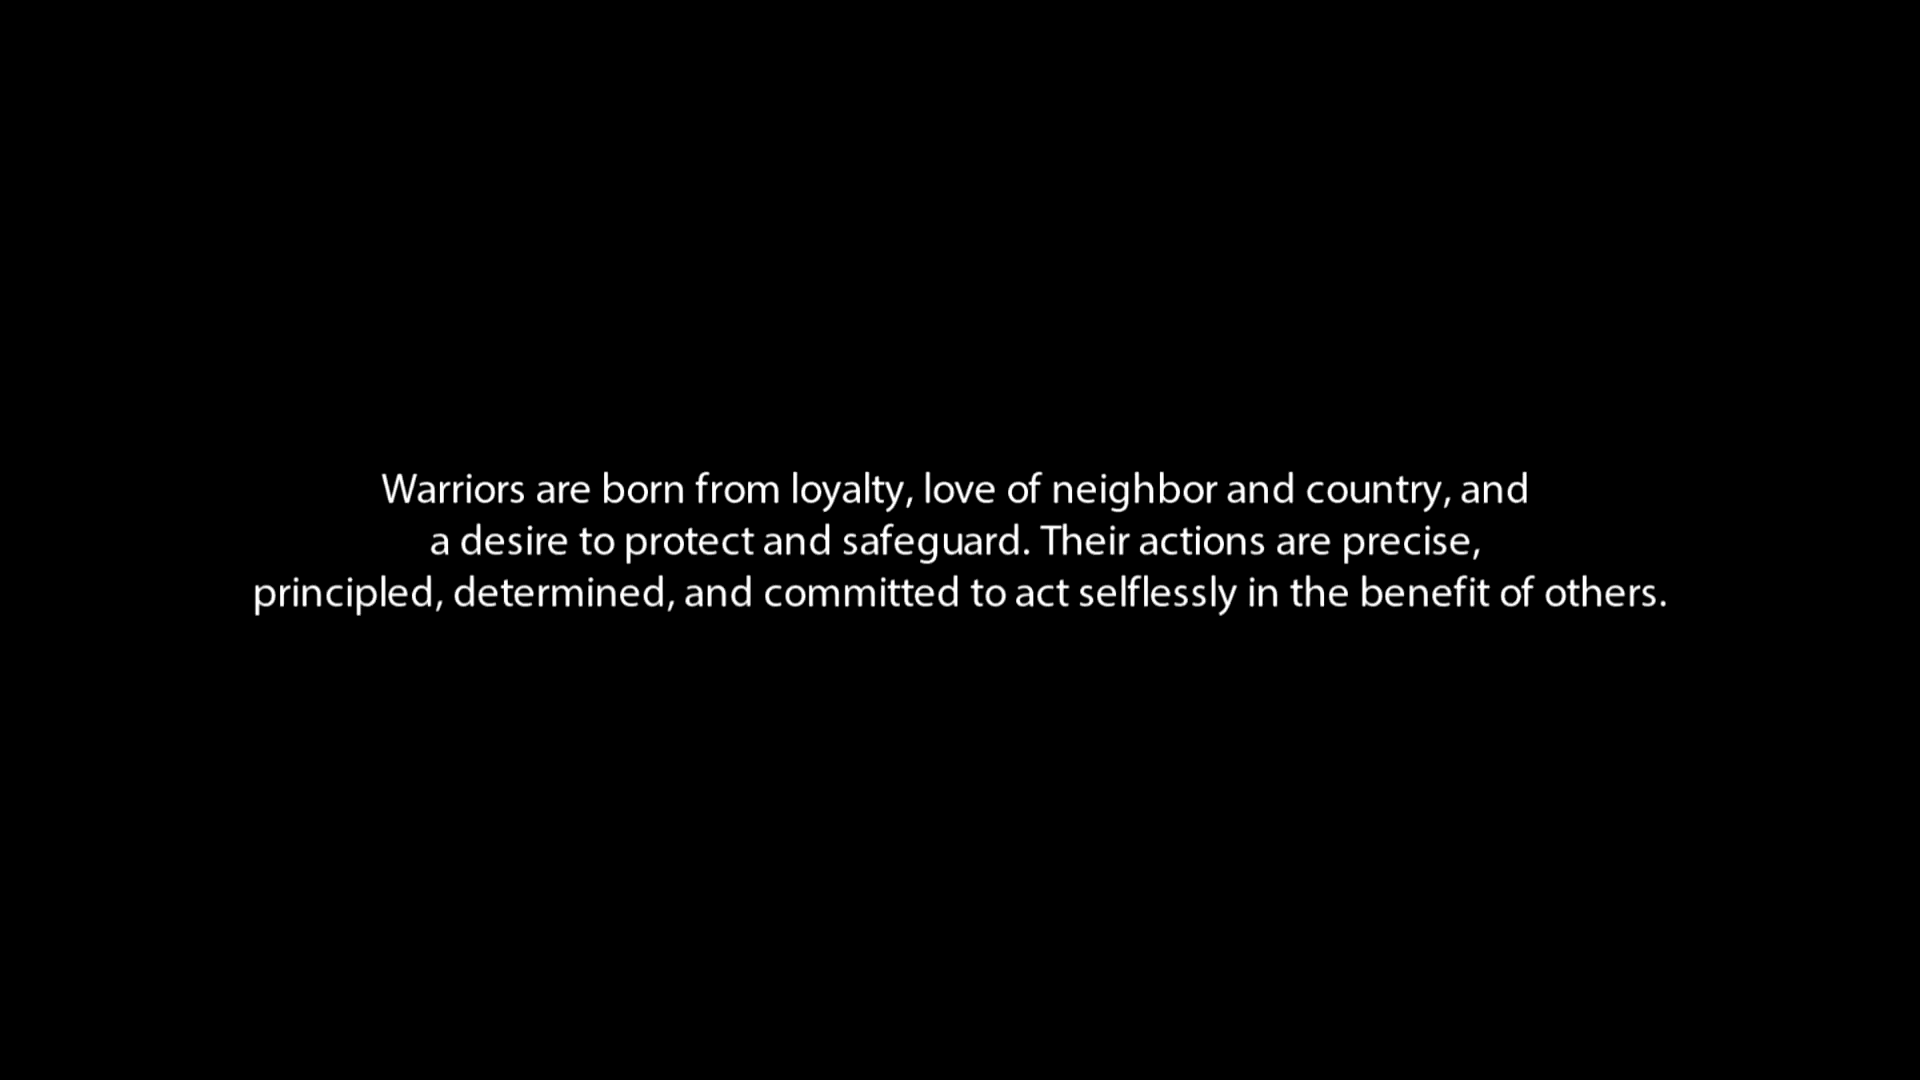 Warriors are born from loyalty, love of neighbor and country, and
a desire to protect and safeguard. Their actions are precise,
principled, determined, and committed to act selflessly in the benefit of others.